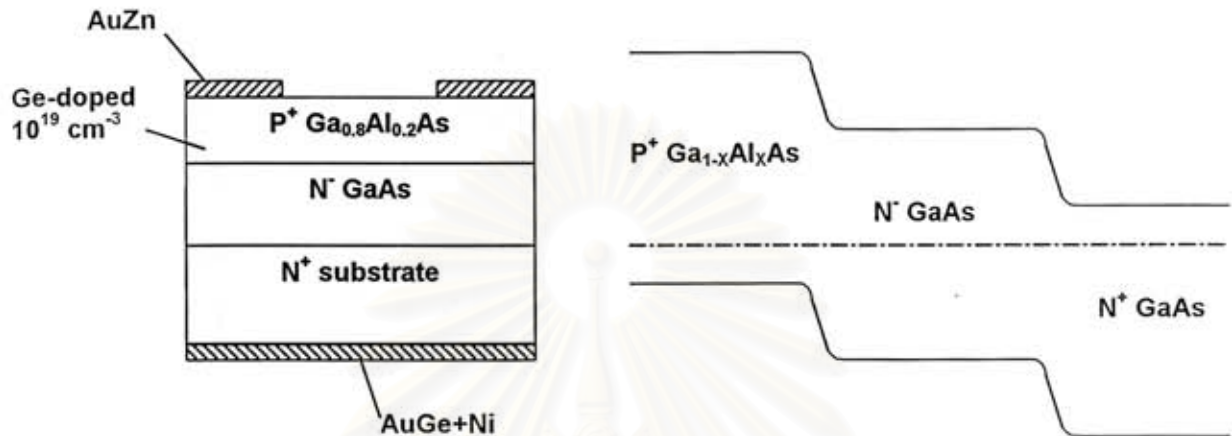 AuZn
Ge-doped
10¹⁹ cm⁻³
P⁺ Ga₀.₈Al₀.₂As
N⁻ GaAs
N⁺ substrate
AuGe+Ni
P⁺ Ga₁₋ₓAlₓAs
N⁻ GaAs
N⁺ GaAs